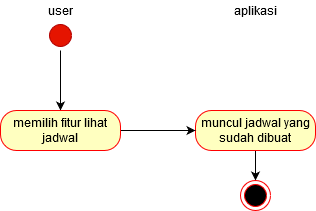 user
aplikasi
memilih fitur lihat
jadwal
muncul jadwal yang
sudah dibuat